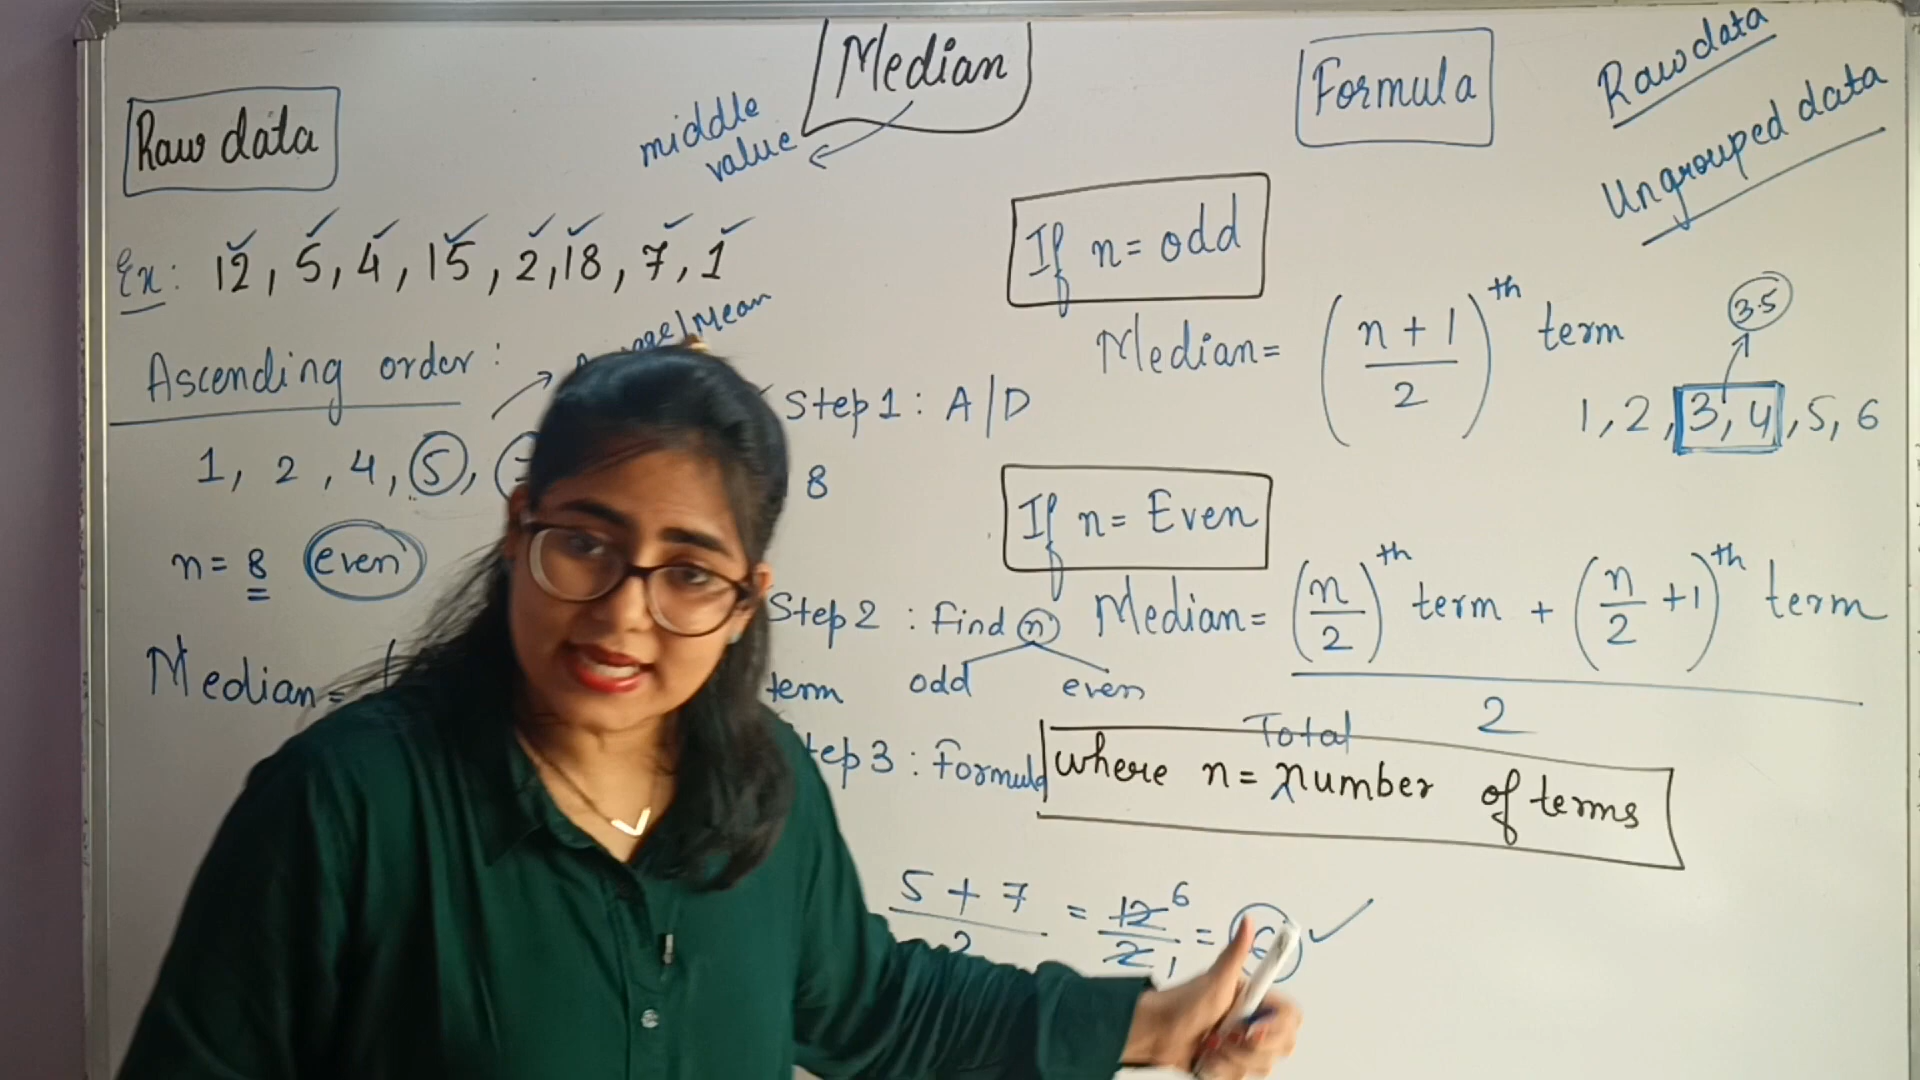 Median
middle
value
Raw data
Ex: 12, 5, 4, 15, 2, 18, 7, 1
Ascending order:
Mean
1, 2, 4, 5,
n = 8 even
Median =
Step 1: A/D
8
Step 2: Find n
term odd even
Step 3: Formula
5 + 7 / 2 = 12 6 / 2 1 = 6
Formula
Raw data
Ungrouped data
If n = odd
Median = (n + 1 / 2)th term
3.5
1, 2, 3, 4, 5, 6
If n = Even
Median = (n / 2)th term + (n / 2 + 1)th term
2
Total
where n = number of terms